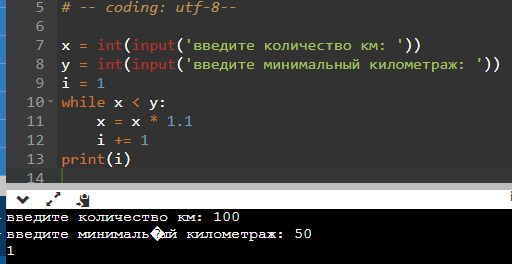 5 # -- coding: utf-8--
6
7 x = int(input('введите количество км: '))
8 y = int(input('введите минимальный километраж: '))
9 i = 1
10 while x < y:
11     x = x * 1.1
12     i += 1
13 print(i)
14
введите количество км: 100
введите минималь�ый километраж: 50
1